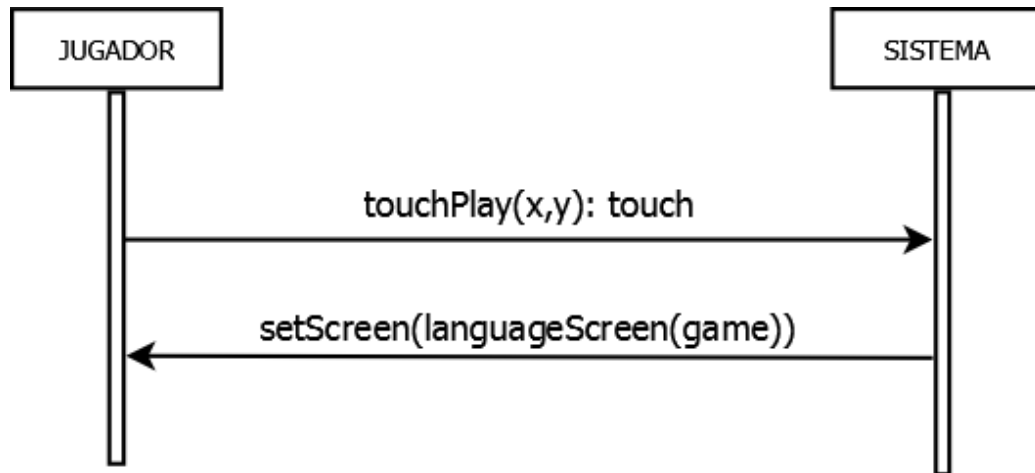 JUGADOR
SISTEMA
touchPlay(x,y): touch
setScreen(languageScreen(game))